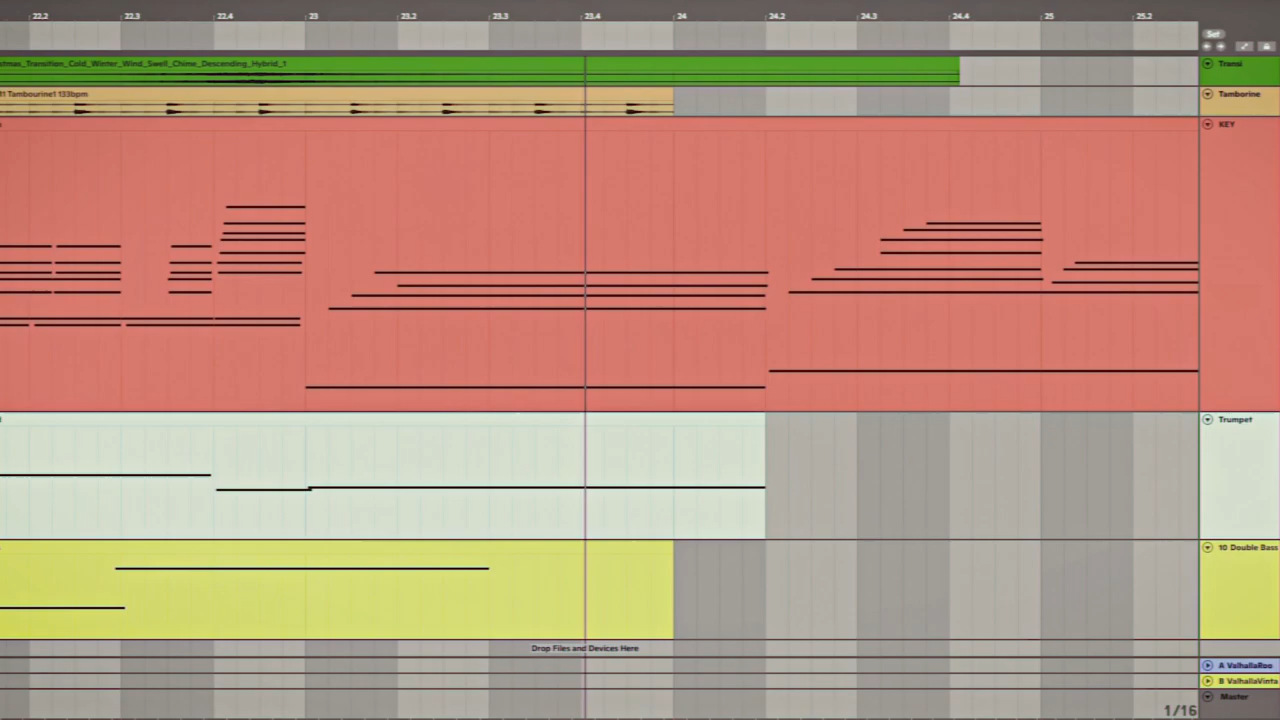 22.2 22.3 22.4 23 23.2 23.3 23.4 24 24.2 24.3 24.4 25 25.2
Set
stmas_Transition_Cold_Winter_Wind_Swell_Chime_Descending_Hybrid_1 Transi
Tambourine1 133bpm Tamborine
KEY
Trumpet
10 Double Bass
Drop Files and Devices Here
A ValhallaRoo
B ValhallaVinta
Master
1/16